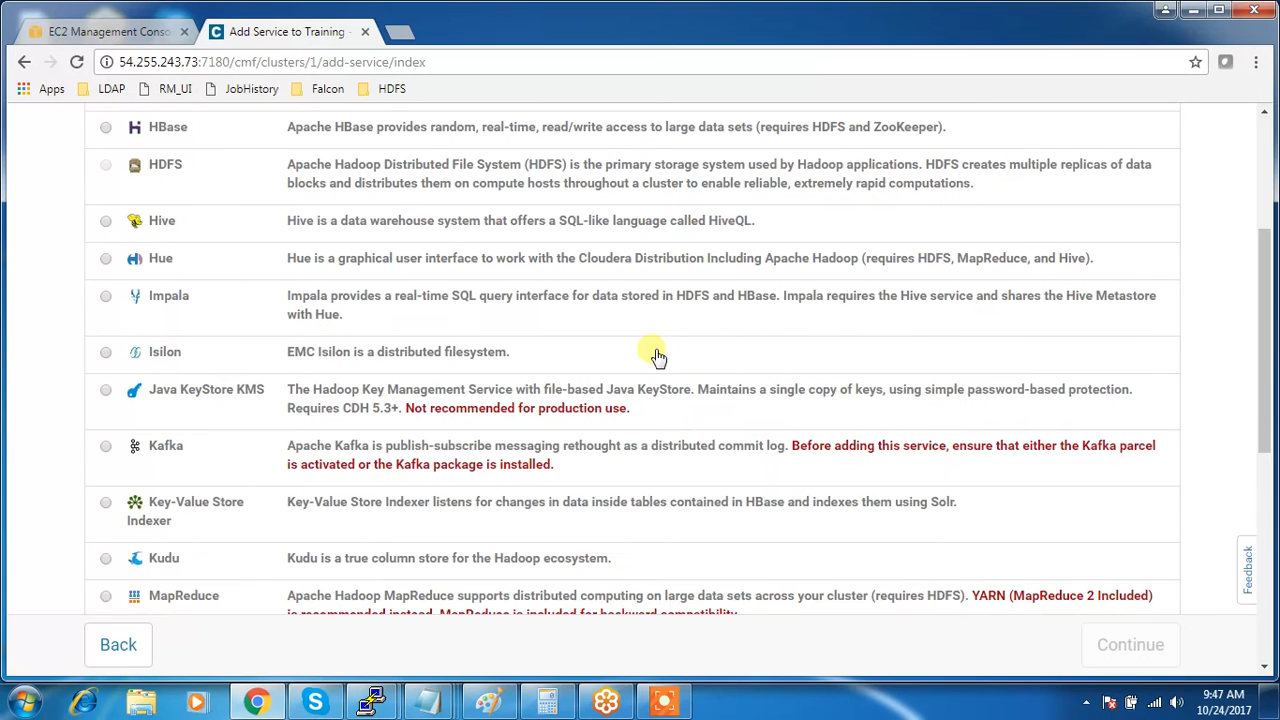 EC2 Management Conso
Add Service to Training -
54.255.243.73:7180/cmf/clusters/1/add-service/index
Apps LDAP RM_UI JobHistory Falcon HDFS
HBase Apache HBase provides random, real-time, read/write access to large data sets (requires HDFS and ZooKeeper).
HDFS Apache Hadoop Distributed File System (HDFS) is the primary storage system used by Hadoop applications. HDFS creates multiple replicas of data
blocks and distributes them on compute hosts throughout a cluster to enable reliable, extremely rapid computations.
Hive Hive is a data warehouse system that offers a SQL-like language called HiveQL.
Hue Hue is a graphical user interface to work with the Cloudera Distribution Including Apache Hadoop (requires HDFS, MapReduce, and Hive).
Impala Impala provides a real-time SQL query interface for data stored in HDFS and HBase. Impala requires the Hive service and shares the Hive Metastore
with Hue.
Isilon EMC Isilon is a distributed filesystem.
Java KeyStore KMS The Hadoop Key Management Service with file-based Java KeyStore. Maintains a single copy of keys, using simple password-based protection.
Requires CDH 5.3+. Not recommended for production use.
Kafka Apache Kafka is publish-subscribe messaging rethought as a distributed commit log. Before adding this service, ensure that either the Kafka parcel
is activated or the Kafka package is installed.
Key-Value Store Key-Value Store Indexer listens for changes in data inside tables contained in HBase and indexes them using Solr.
Indexer
Kudu Kudu is a true column store for the Hadoop ecosystem.
MapReduce Apache Hadoop MapReduce supports distributed computing on large data sets across your cluster (requires HDFS). YARN (MapReduce 2 Included)
is recommended instead. MapReduce is included for backward compatibility.
Feedback
Back Continue
9:47 AM
10/24/2017